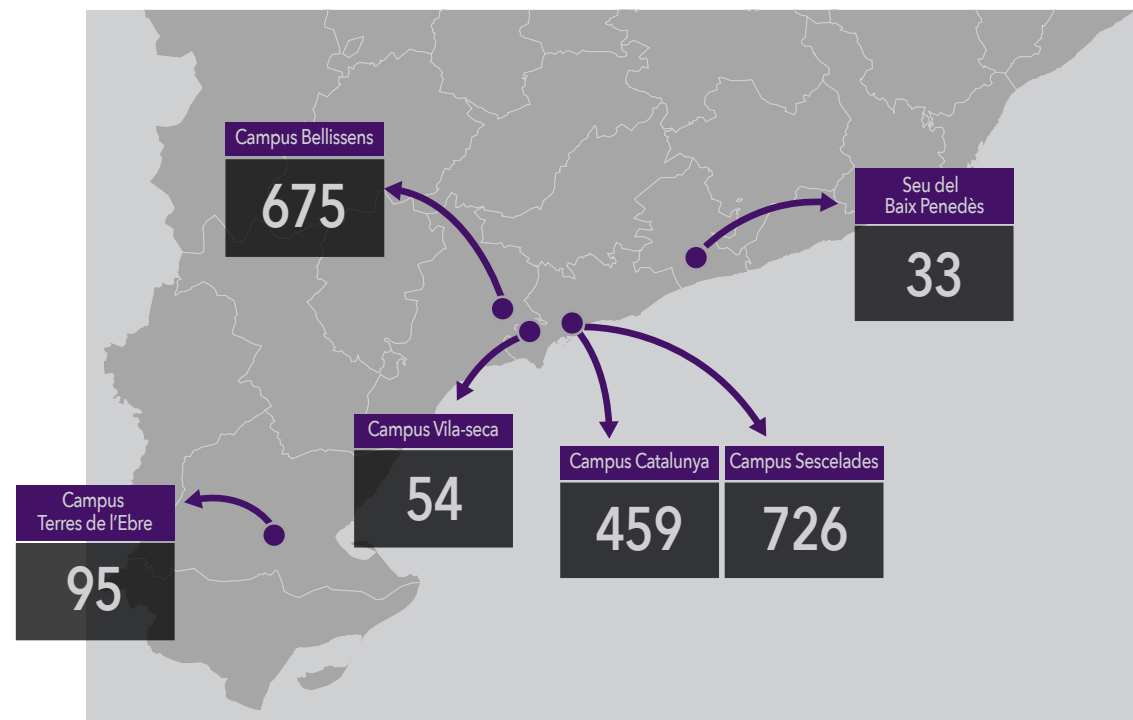 Campus Bellissens
675
Seu del
Baix Penedès
33
Campus Vila-seca
54
Campus Catalunya
459
Campus Sescelades
726
Campus
Terres de l’Ebre
95